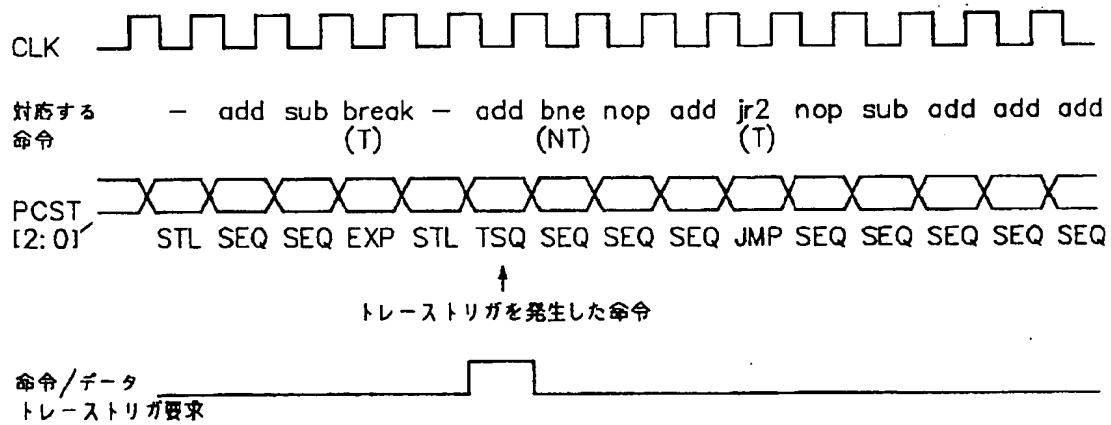 CLK
対応する - add sub break - add bne nop add jr2 nop sub add add add
命令 (T) (NT) (T)
PCST
[2:0] STL SEQ SEQ EXP STL TSQ SEQ SEQ SEQ JMP SEQ SEQ SEQ SEQ SEQ
トレーストリガを発生した命令
命令/データ
トレーストリガ要求